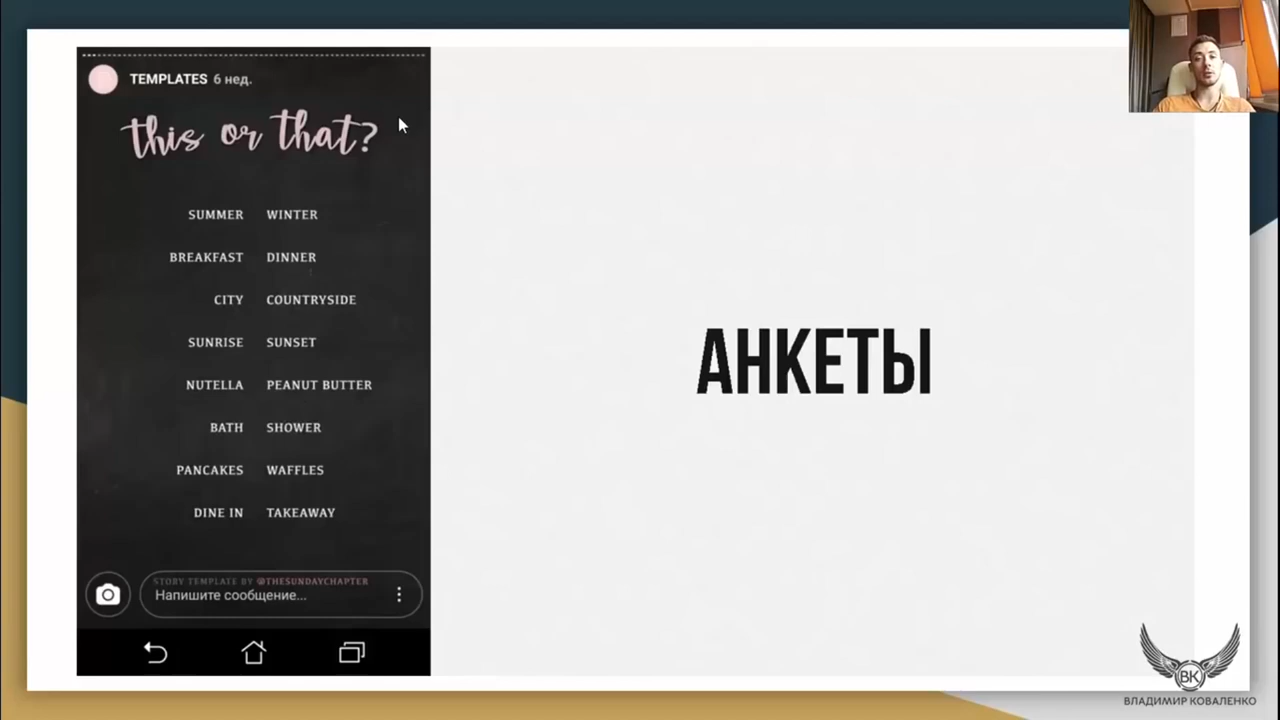 TEMPLATES 6 нед.
this or that?
SUMMER WINTER
BREAKFAST DINNER
CITY COUNTRYSIDE
SUNRISE SUNSET
NUTELLA PEANUT BUTTER
BATH SHOWER
PANCAKES WAFFLES
DINE IN TAKEAWAY
STORY TEMPLATE BY @THESUNDAYCHAPTER
Напишите сообщение...
АНКЕТЫ
ВК
ВЛАДИМИР КОВАЛЕНКО